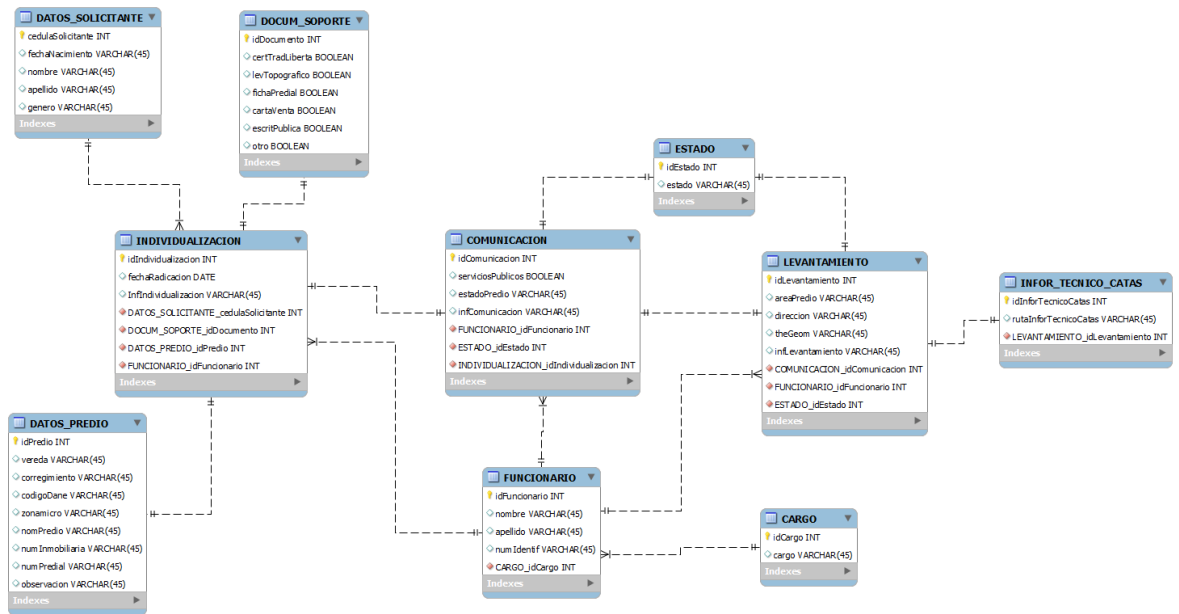 DATOS_SOLICITANTE
cedulaSolicitante INT
fechaNacimiento VARCHAR(45)
nombre VARCHAR(45)
apellido VARCHAR(45)
genero VARCHAR(45)
Indexes
DOCUM_SOPORTE
idDocumento INT
certTradLiberta BOOLEAN
levTopografico BOOLEAN
fichaPredial BOOLEAN
cartaVenta BOOLEAN
escritPublica BOOLEAN
otro BOOLEAN
Indexes
ESTADO
idEstado INT
estado VARCHAR(45)
Indexes
INDIVIDUALIZACION
idIndividualizacion INT
fechaRadicacion DATE
InfIndividualizacion VARCHAR(45)
DATOS_SOLICITANTE_cedulaSolicitante INT
DOCUM_SOPORTE_idDocumento INT
DATOS_PREDIO_idPredio INT
FUNCIONARIO_idFuncionario INT
Indexes
COMUNICACION
idComunicacion INT
serviciosPublicos BOOLEAN
estadoPredio VARCHAR(45)
infComunicacion VARCHAR(45)
FUNCIONARIO_idFuncionario INT
ESTADO_idEstado INT
INDIVIDUALIZACION_idIndividualizacion INT
Indexes
LEVANTAMIENTO
idLevantamiento INT
areaPredio VARCHAR(45)
direccion VARCHAR(45)
theGeom VARCHAR(45)
infLevantamiento VARCHAR(45)
COMUNICACION_idComunicacion INT
FUNCIONARIO_idFuncionario INT
ESTADO_idEstado INT
Indexes
INFOR_TECNICO_CATAS
idInforTecnicoCatas INT
rutaInforTecnicoCatas VARCHAR(45)
LEVANTAMIENTO_idLevantamiento INT
Indexes
DATOS_PREDIO
idPredio INT
vereda VARCHAR(45)
corregimiento VARCHAR(45)
codigoDane VARCHAR(45)
zonamicro VARCHAR(45)
nomPredio VARCHAR(45)
numInmobiliaria VARCHAR(45)
numPredial VARCHAR(45)
observacion VARCHAR(45)
Indexes
FUNCIONARIO
idFuncionario INT
nombre VARCHAR(45)
apellido VARCHAR(45)
numIdentif VARCHAR(45)
CARGO_idCargo INT
Indexes
CARGO
idCargo INT
cargo VARCHAR(45)
Indexes